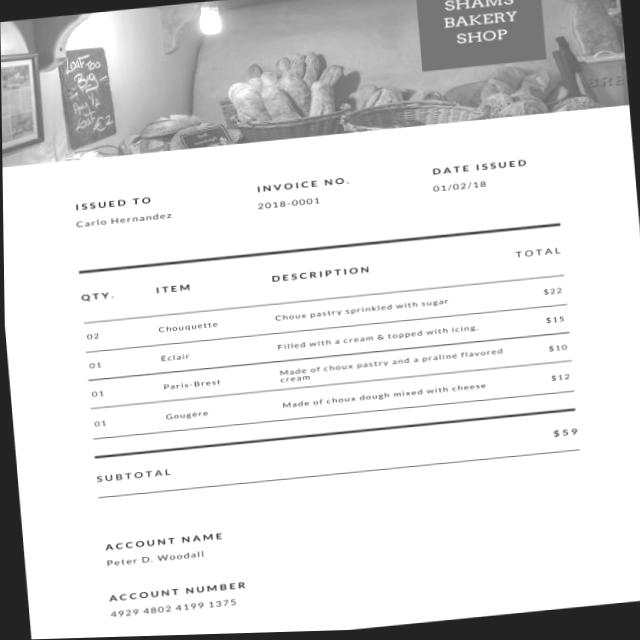 SHAMS
BAKERY
SHOP
Loaf too
Big
ISSUED TO
Carlo Hernandez
INVOICE NO.
2018-0001
DATE ISSUED
01/02/18
QTY. ITEM DESCRIPTION TOTAL
02 Chouquette Choux pastry sprinkled with sugar $22
01 Éclair Filled with a cream & topped with icing. $15
01 Paris-Brest Made of choux pastry and a praline flavored $10
cream
01 Gougère Made of choux dough mixed with cheese $12
SUBTOTAL $59
ACCOUNT NAME
Peter D. Woodall
ACCOUNT NUMBER
4929 4802 4199 1375